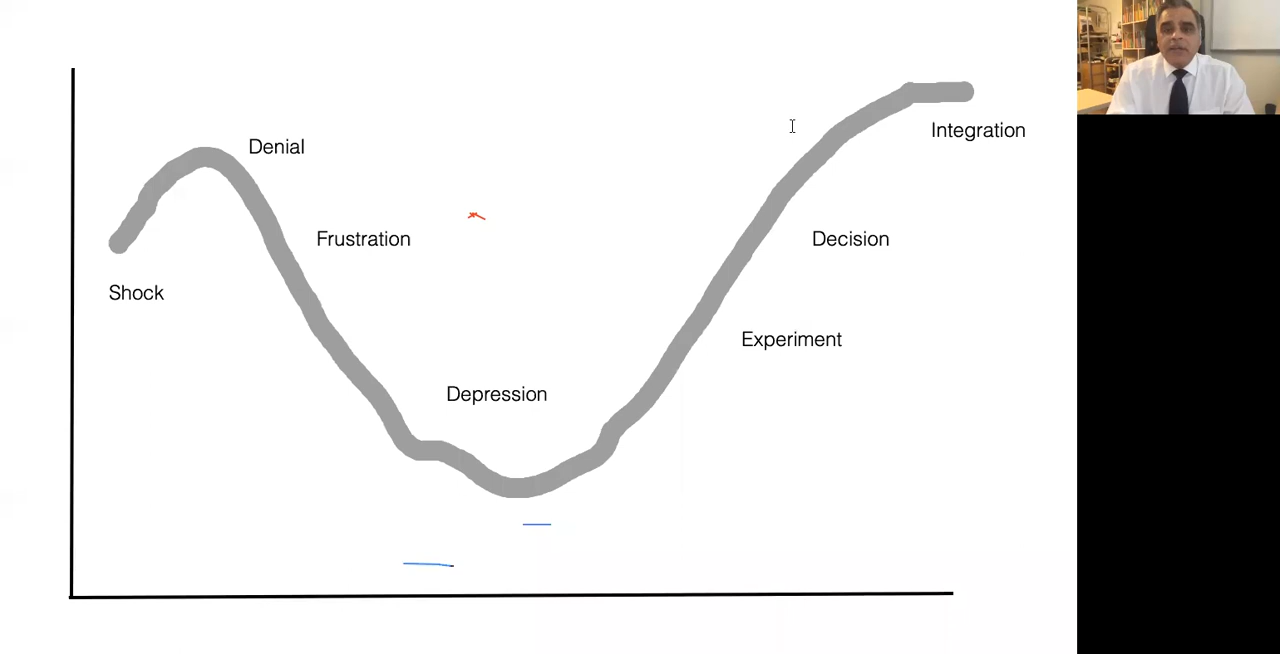 Denial
Integration
Frustration
Decision
Shock
Experiment
Depression